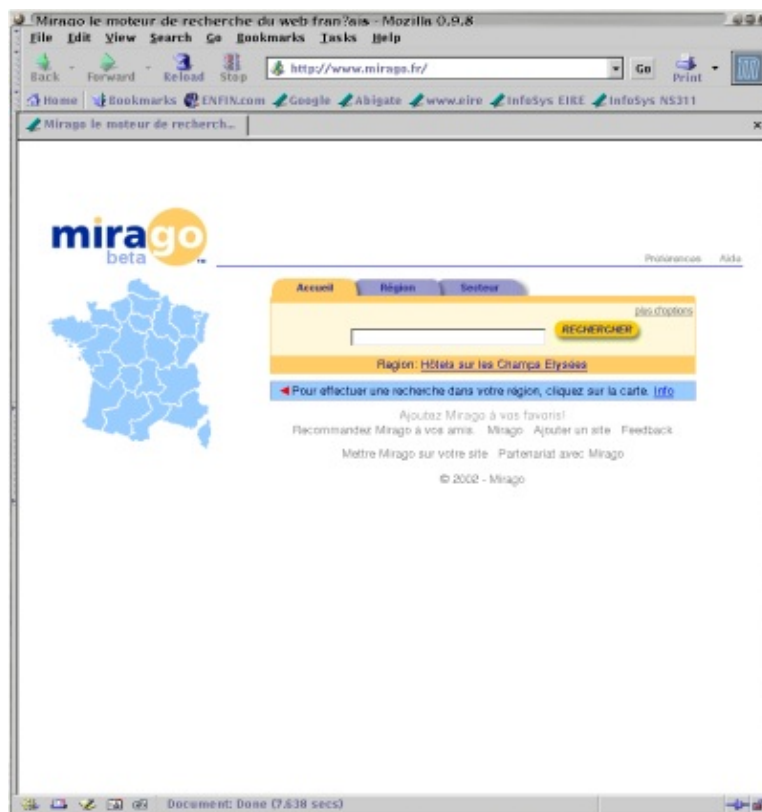 Mirago le moteur de recherche du web fran?ais - Mozilla 0.9.8
File Edit View Search Go Bookmarks Tasks Help
Back Forward Reload Stop http://www.mirago.fr/ Go Print
Home Bookmarks ENFIN.com Google Abigate www.eire InfoSys EIRE InfoSys NS311
Mirago le moteur de recherch...
mirago
beta
Préférences Aide
Accueil Région Secteur
plus d'options
RECHERCHER
Region: Hôtels sur les Champs Elysées
Pour effectuer une recherche dans votre région, cliquez sur la carte. Info
Ajoutez Mirago à vos favoris!
Recommandez Mirago à vos amis. Mirago Ajouter un site Feedback
Mettre Mirago sur votre site Partenariat avec Mirago
© 2002 - Mirago
Document: Done (7.638 secs)